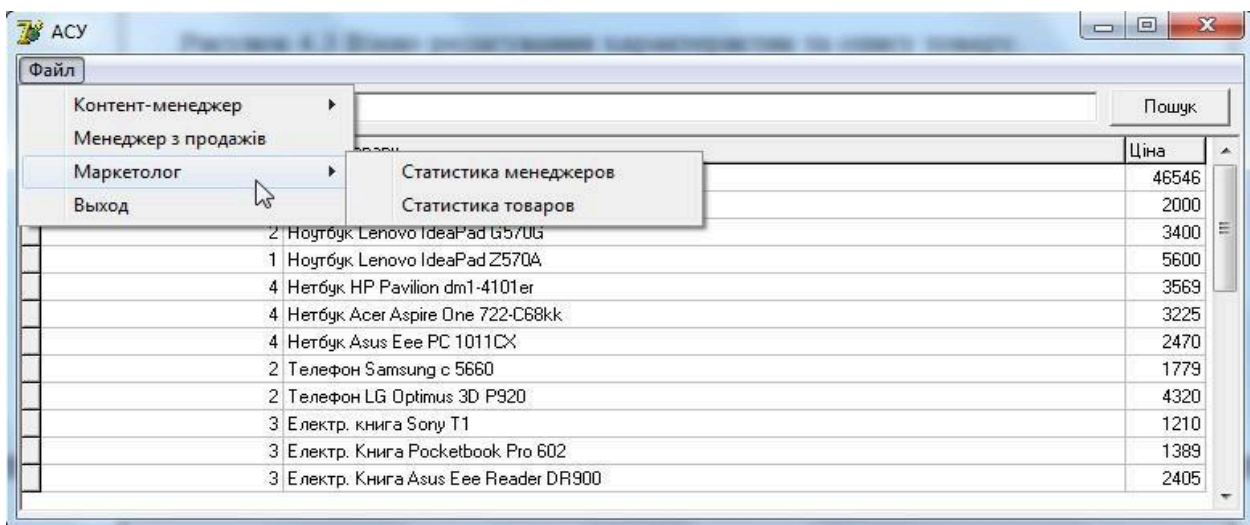 АСУ
Файл
Контент-менеджер Пошук
Менеджер з продажів
Ціна
Маркетолог Статистика менеджеров 46546
Выход Статистика товаров 2000
2 Ноутбук Lenovo IdeaPad G570G 3400
1 Ноутбук Lenovo IdeaPad Z570A 5600
4 Нетбук HP Pavilion dm1-4101er 3569
4 Нетбук Acer Aspire One 722-C68kk 3225
4 Нетбук Asus Eee PC 1011CX 2470
2 Телефон Samsung с 5660 1779
2 Телефон LG Optimus 3D P920 4320
3 Електр. книга Sony T1 1210
3 Електр. Книга Pocketbook Pro 602 1389
3 Електр. Книга Asus Eee Reader DR900 2405